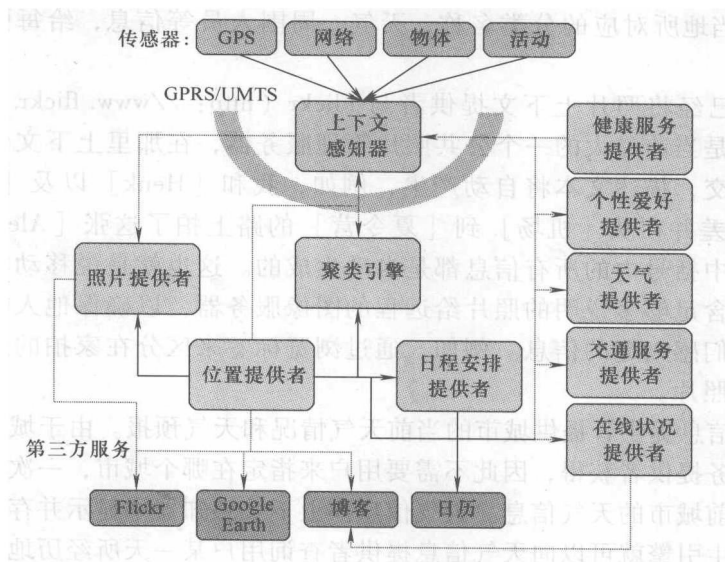 传感器：
GPS
网络
物体
活动
GPRS/UMTS
上下文
感知器
健康服务
提供者
个性爱好
提供者
照片提供者
聚类引擎
天气
提供者
位置提供者
日程安排
提供者
交通服务
提供者
在线状况
提供者
第三方服务
Flickr
Google
Earth
博客
日历